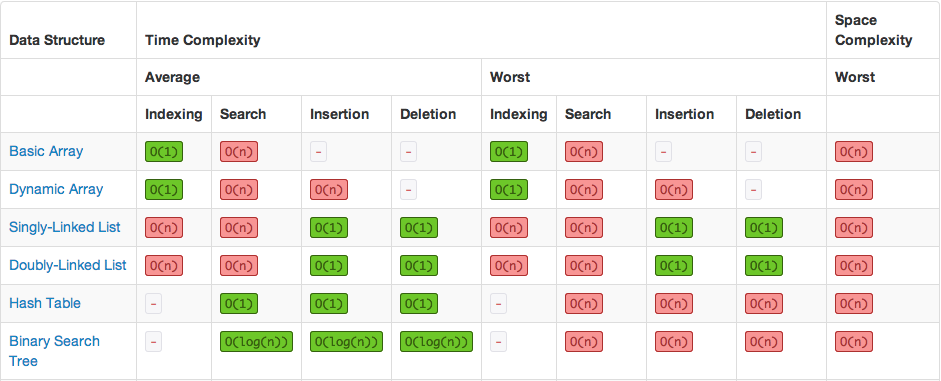 Data Structure Time Complexity Space Complexity
Average Worst Worst
Indexing Search Insertion Deletion Indexing Search Insertion Deletion
Basic Array O(1) O(n) - - O(1) O(n) - - O(n)
Dynamic Array O(1) O(n) O(n) - O(1) O(n) O(n) - O(n)
Singly-Linked List O(n) O(n) O(1) O(1) O(n) O(n) O(1) O(1) O(n)
Doubly-Linked List O(n) O(n) O(1) O(1) O(n) O(n) O(1) O(1) O(n)
Hash Table - O(1) O(1) O(1) - O(n) O(n) O(n) O(n)
Binary Search Tree - O(log(n)) O(log(n)) O(log(n)) - O(n) O(n) O(n) O(n)